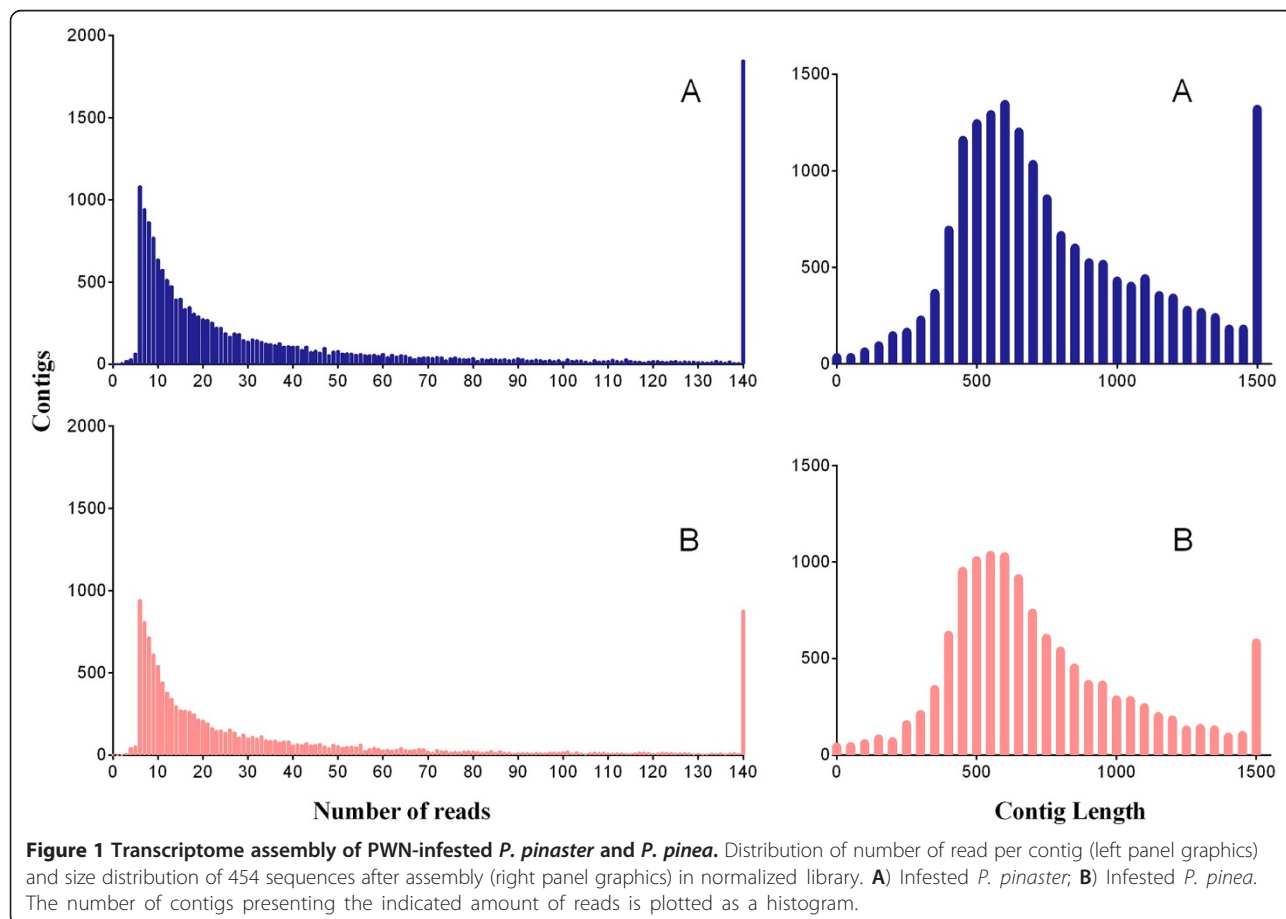 2000
1500
1000
500
0
0 10 20 30 40 50 60 70 80 90 100 110 120 130 140
A
1500
1000
500
0
0 500 1000 1500
A
Contigs
2000
1500
1000
500
0
0 10 20 30 40 50 60 70 80 90 100 110 120 130 140
B
Number of reads
1500
1000
500
0
0 500 1000 1500
B
Contig Length
Figure 1 Transcriptome assembly of PWN-infested P. pinaster and P. pinea. Distribution of number of read per contig (left panel graphics)
and size distribution of 454 sequences after assembly (right panel graphics) in normalized library. A) Infested P. pinaster; B) Infested P. pinea.
The number of contigs presenting the indicated amount of reads is plotted as a histogram.